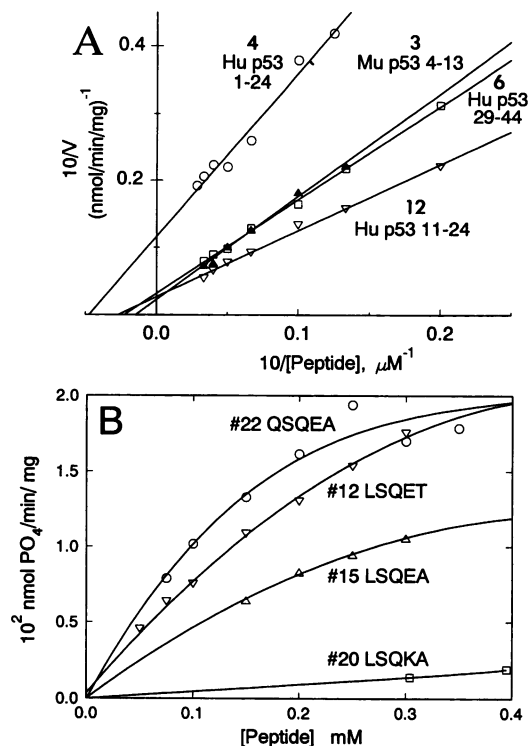 A
0.4
0.2
10/V
(nmol/min/mg)⁻¹
4
Hu p53
1-24
3
Mu p53 4-13
6
Hu p53
29-44
12
Hu p53 11-24
0.0
0.1
0.2
10/[Peptide], μM⁻¹
B
2.0
1.5
1.0
0.5
0.0
10² nmol PO₄/min/ mg
#22 QSQEA
#12 LSQET
#15 LSQEA
#20 LSQKA
0
0.1
0.2
0.3
0.4
[Peptide] mM